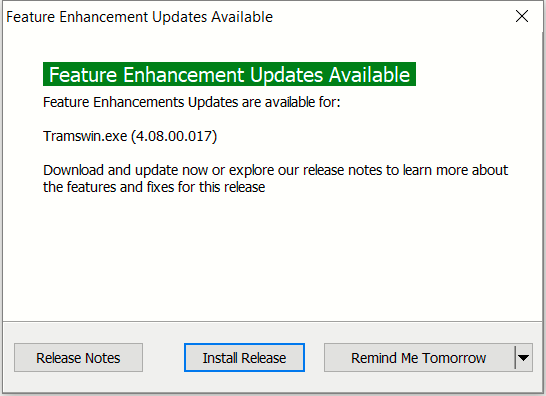 Feature Enhancement Updates Available
Feature Enhancement Updates Available
Feature Enhancements Updates are available for:
Tramswin.exe (4.08.00.017)
Download and update now or explore our release notes to learn more about
the features and fixes for this release
Release Notes
Install Release
Remind Me Tomorrow